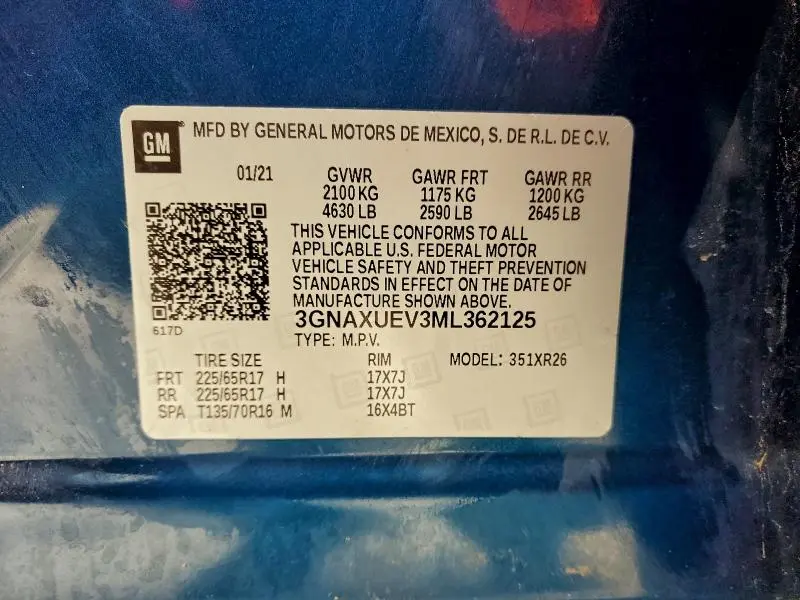 GM MFD BY GENERAL MOTORS DE MEXICO, S. DE R.L. DE C.V.
01/21 GVWR GAWR FRT GAWR RR
2100 KG 1175 KG 1200 KG
4630 LB 2590 LB 2645 LB
THIS VEHICLE CONFORMS TO ALL
APPLICABLE U.S. FEDERAL MOTOR
VEHICLE SAFETY AND THEFT PREVENTION
STANDARDS IN EFFECT ON THE DATE OF
MANUFACTURE SHOWN ABOVE.
3GNAXUEV3ML362125
617D
TYPE: M.P.V.
TIRE SIZE RIM MODEL: 351XR26
FRT 225/65R17 H 17X7J
RR 225/65R17 H 17X7J
SPA T135/70R16 M 16X4BT